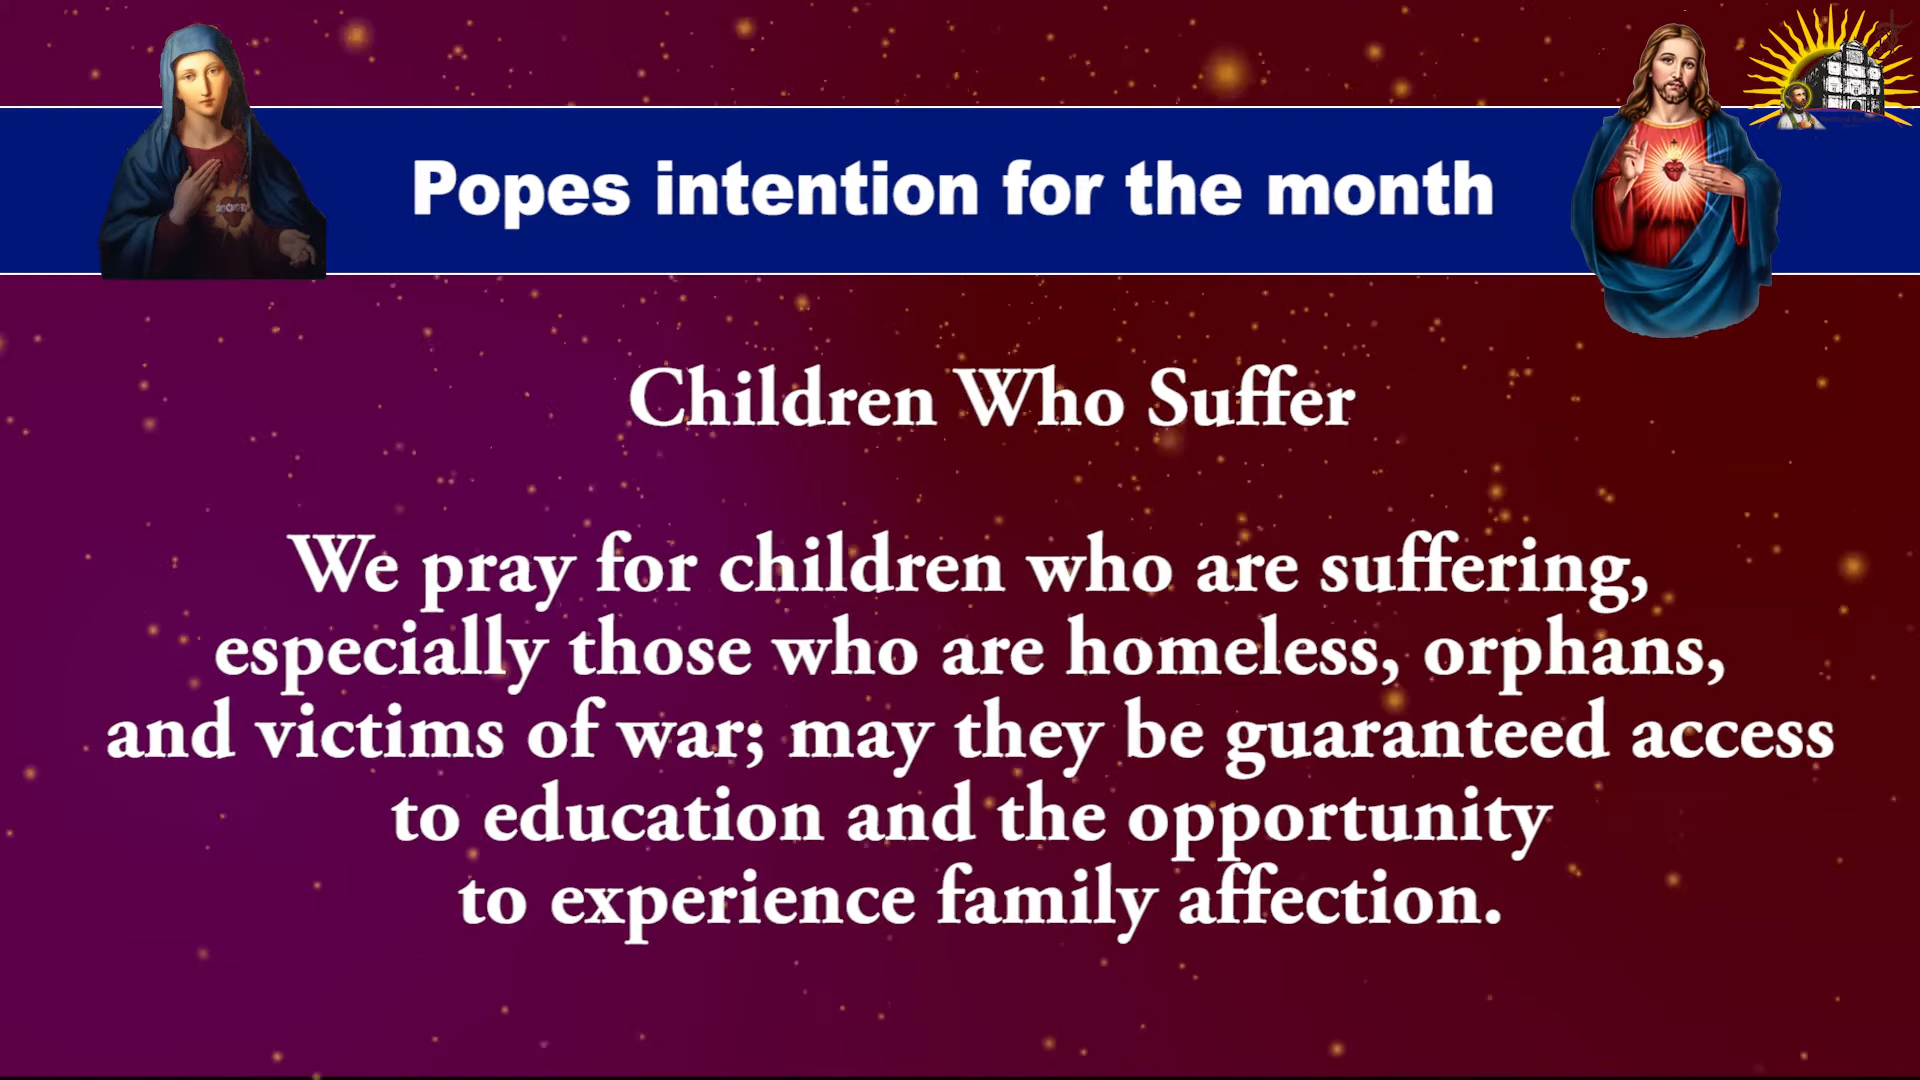 Popes intention for the month
Children Who Suffer
We pray for children who are suffering,
especially those who are homeless, orphans,
and victims of war; may they be guaranteed access
to education and the opportunity
to experience family affection.